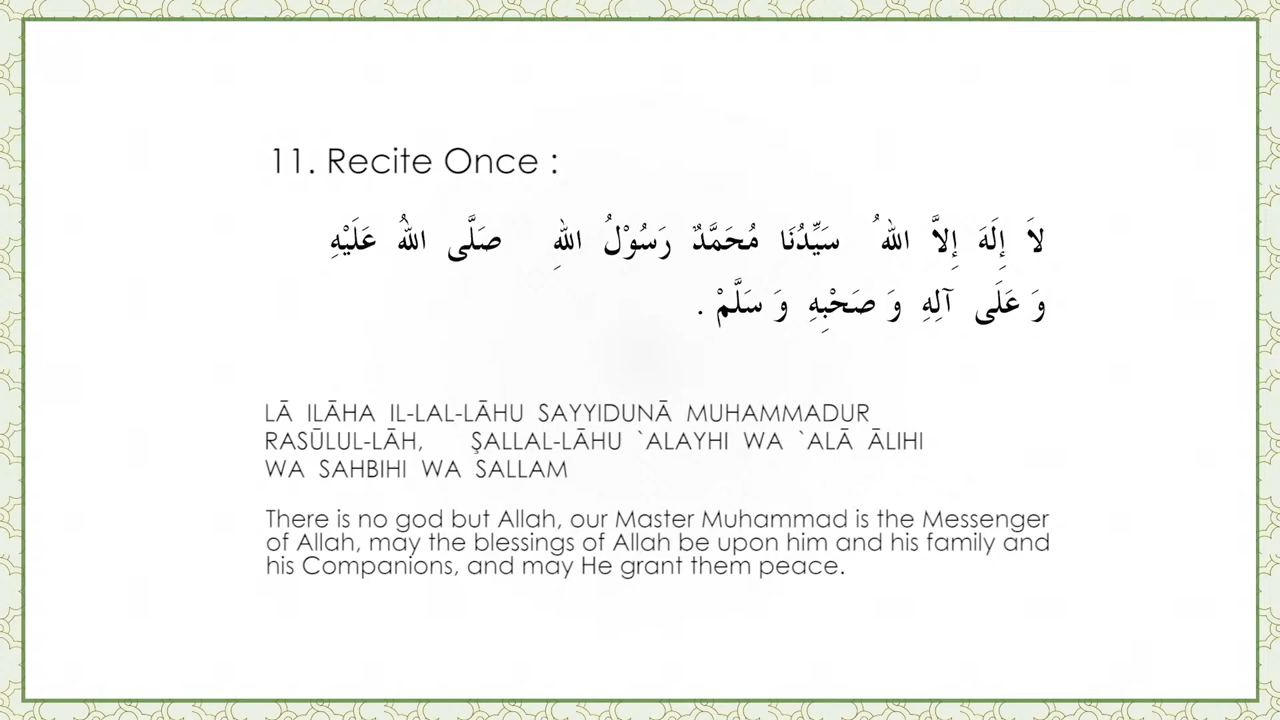 11. Recite Once :
لاَ إِلَهَ إِلاَّ اللهُ سَيِّدُنَا مُحَمَّدٌ رَسُوْلُ اللهِ صَلَّى اللهُ عَلَيْهِ
وَ عَلَى آلِهِ وَ صَحْبِهِ وَ سَلَّمْ .
LĀ ILĀHA IL-LAL-LĀHU SAYYIDUNĀ MUHAMMADUR
RASŪLUL-LĀH, ṢALLAL-LĀHU `ALAYHI WA `ALĀ ĀLIHI
WA SAHBIHI WA SALLAM
There is no god but Allah, our Master Muhammad is the Messenger
of Allah, may the blessings of Allah be upon him and his family and
his Companions, and may He grant them peace.